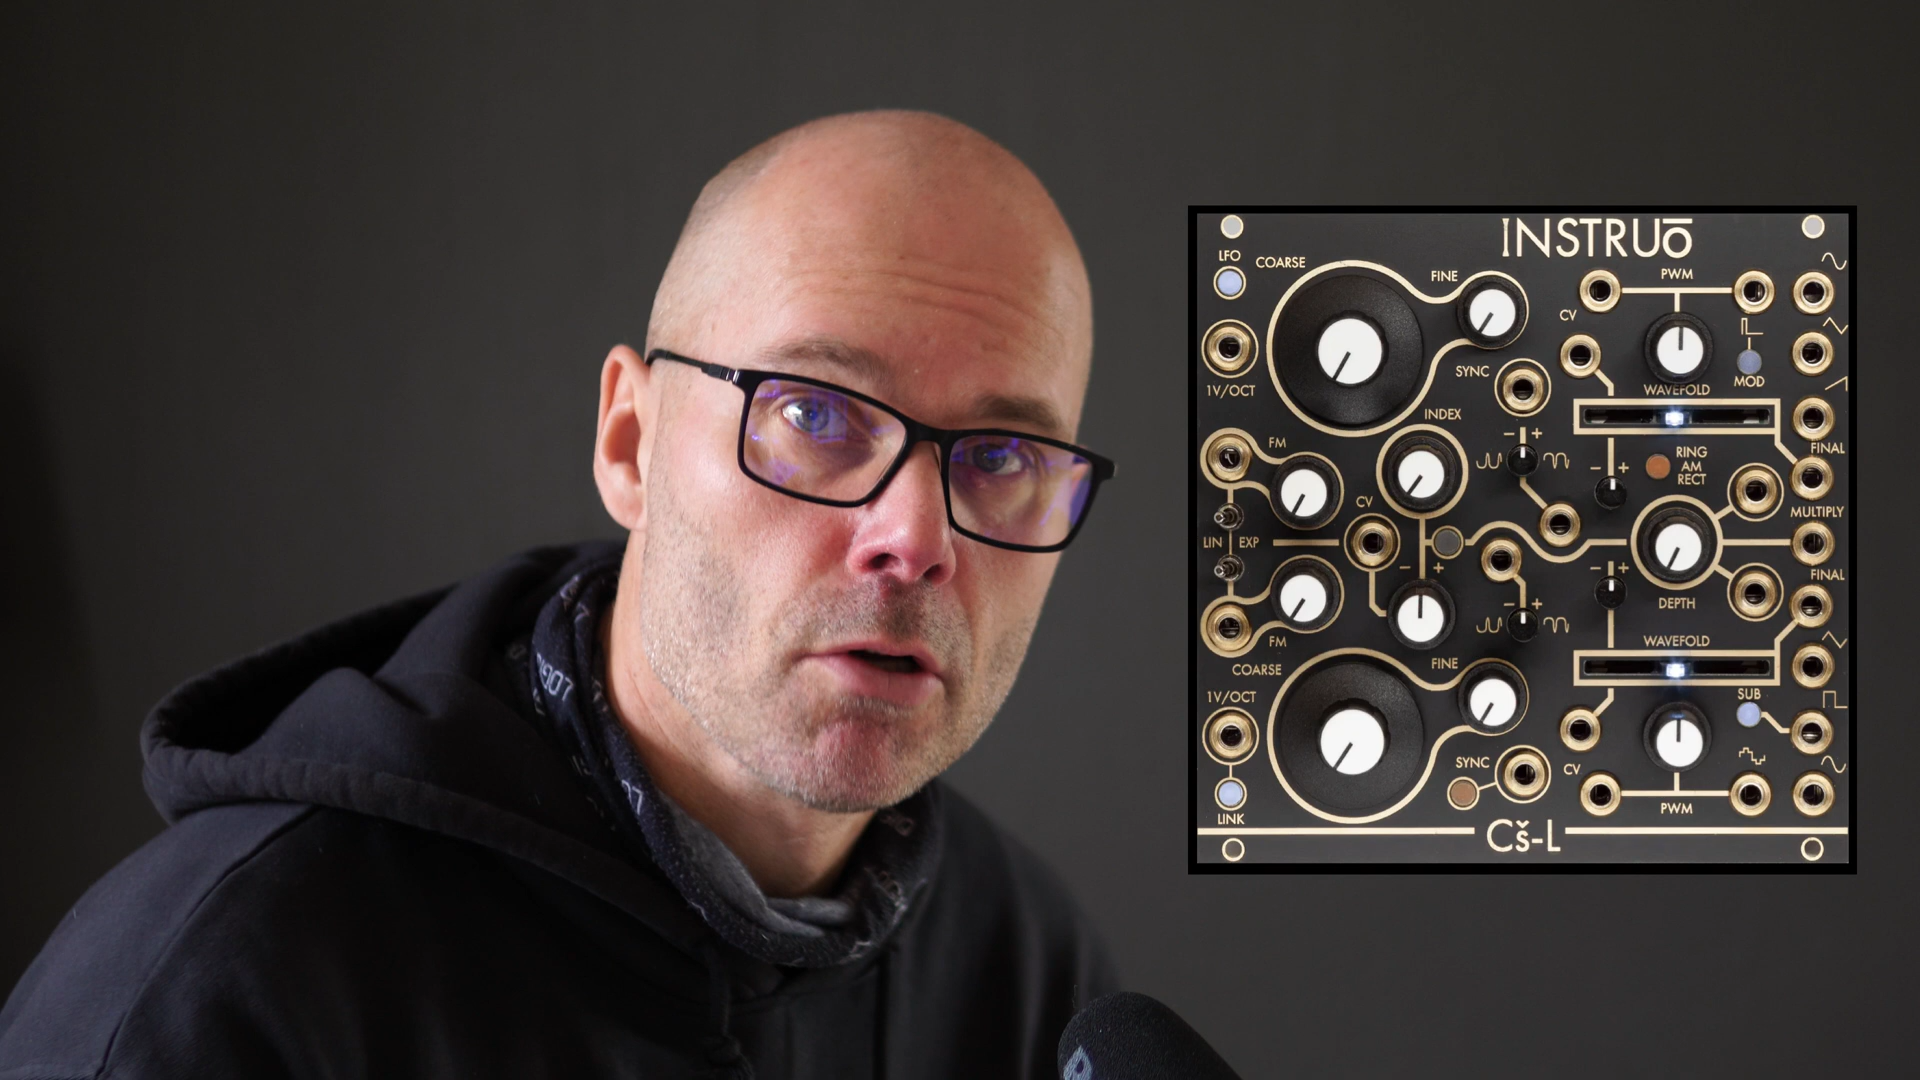 INSTRUō
LFO
COARSE
FINE
PWM
CV
SYNC
1V/OCT
WAVEFOLD
MOD
INDEX
FM
FINAL
RING
AM
RECT
− +
− +
CV
MULTIPLY
LIN EXP
− +
− +
− +
FINAL
DEPTH
FM
WAVEFOLD
COARSE
FINE
1V/OCT
SUB
SYNC
CV
LINK
PWM
Cš-L
1907